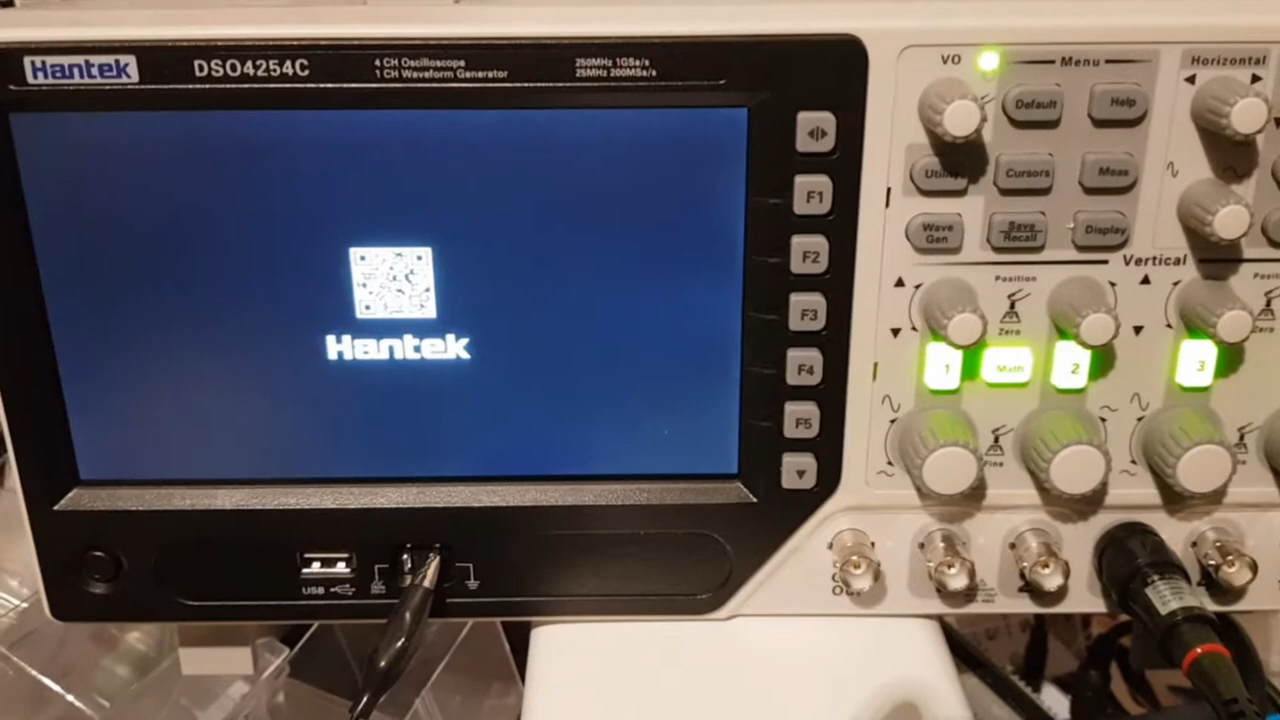 Hantek DSO4254C 4 CH Oscilloscope 250MHz 1GSa/s
1 CH Waveform Generator 25MHz 200MSa/s
Hantek
F1
F2
F3
F4
F5
USB
V0 Menu Horizontal
Default Help
Utility Cursors Meas
Wave Gen Save Recall Display
Vertical
Position
Zero Zero
1 Math 2 3
Fine
OUT